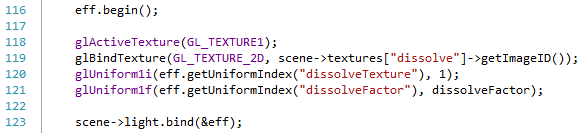 116 eff.begin();
117
118 glActiveTexture(GL_TEXTURE1);
119 glBindTexture(GL_TEXTURE_2D, scene->textures["dissolve"]->getImageID());
120 glUniform1i(eff.getUniformIndex("dissolveTexture"), 1);
121 glUniform1f(eff.getUniformIndex("dissolveFactor"), dissolveFactor);
122
123 scene->light.bind(&eff);